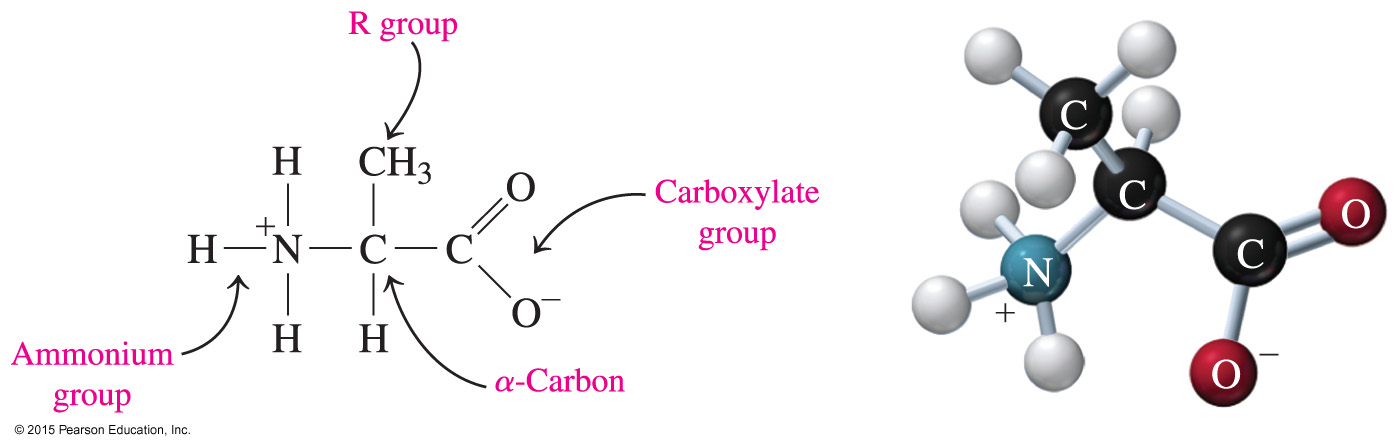 R group
H
CH₃
O
Carboxylate
group
+
H—N—C—C
O⁻
H
H
Ammonium
group
α-Carbon
© 2015 Pearson Education, Inc.
C
C
O
C
N
+
O
−